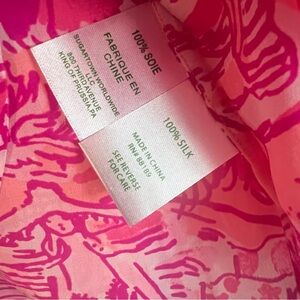 100% SOIE
FABRIQUE EN
CHINE
SUGARTOWN WORLDWIDE
LLC
800 THIRD AVENUE
KING OF PRUSSIA,PA
100% SILK
MADE IN CHINA
RN# 88189
SEE REVERSE
FOR CARE